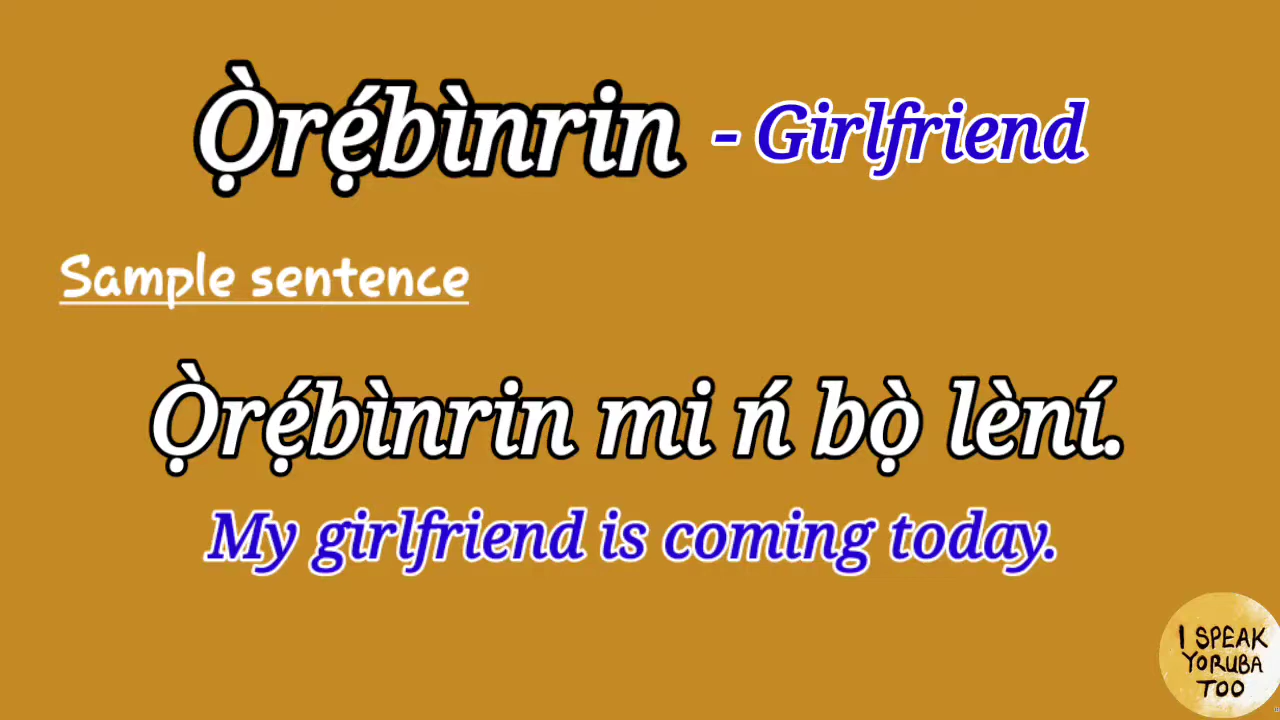 Ọ̀rẹ́bìnrin - Girlfriend
Sample sentence
Ọ̀rẹ́bìnrin mi ń bọ̀ lèní.
My girlfriend is coming today.
I SPEAK
YORUBA
TOO